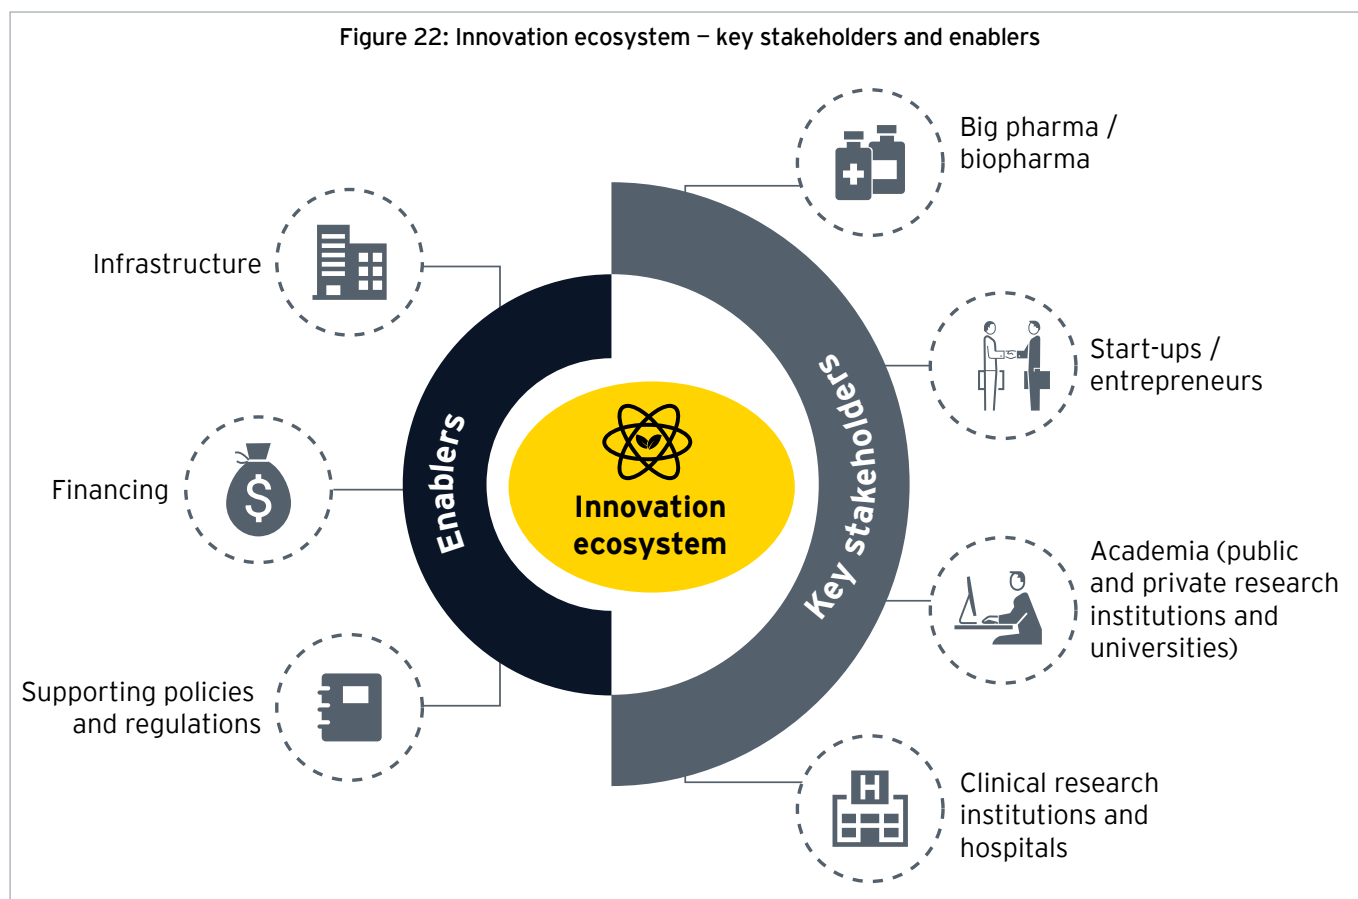 Figure 22: Innovation ecosystem – key stakeholders and enablers
Big pharma /
biopharma
Infrastructure
Start-ups /
entrepreneurs
Financing
$
Enablers
Innovation
ecosystem
Key stakeholders
Academia (public
and private research
institutions and
universities)
Supporting policies
and regulations
H
Clinical research
institutions and
hospitals